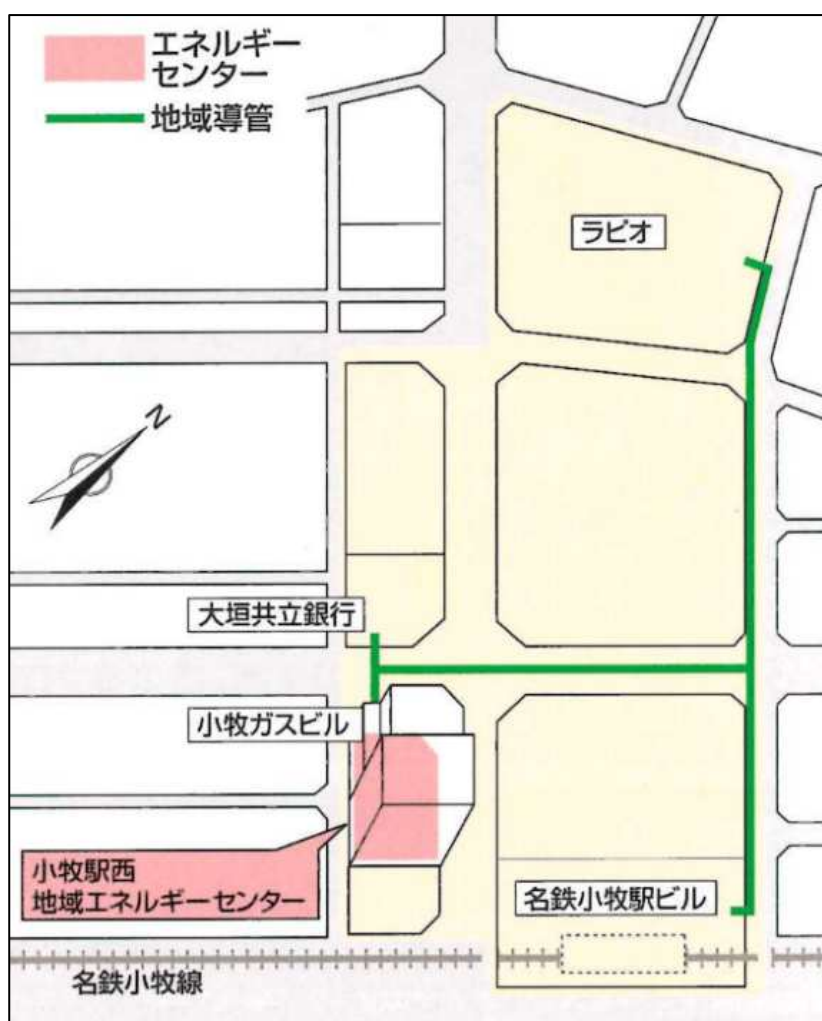 エネルギー
センター
地域導管
ラピオ
N
大垣共立銀行
小牧ガスビル
小牧駅西
地域エネルギーセンター
名鉄小牧駅ビル
名鉄小牧線